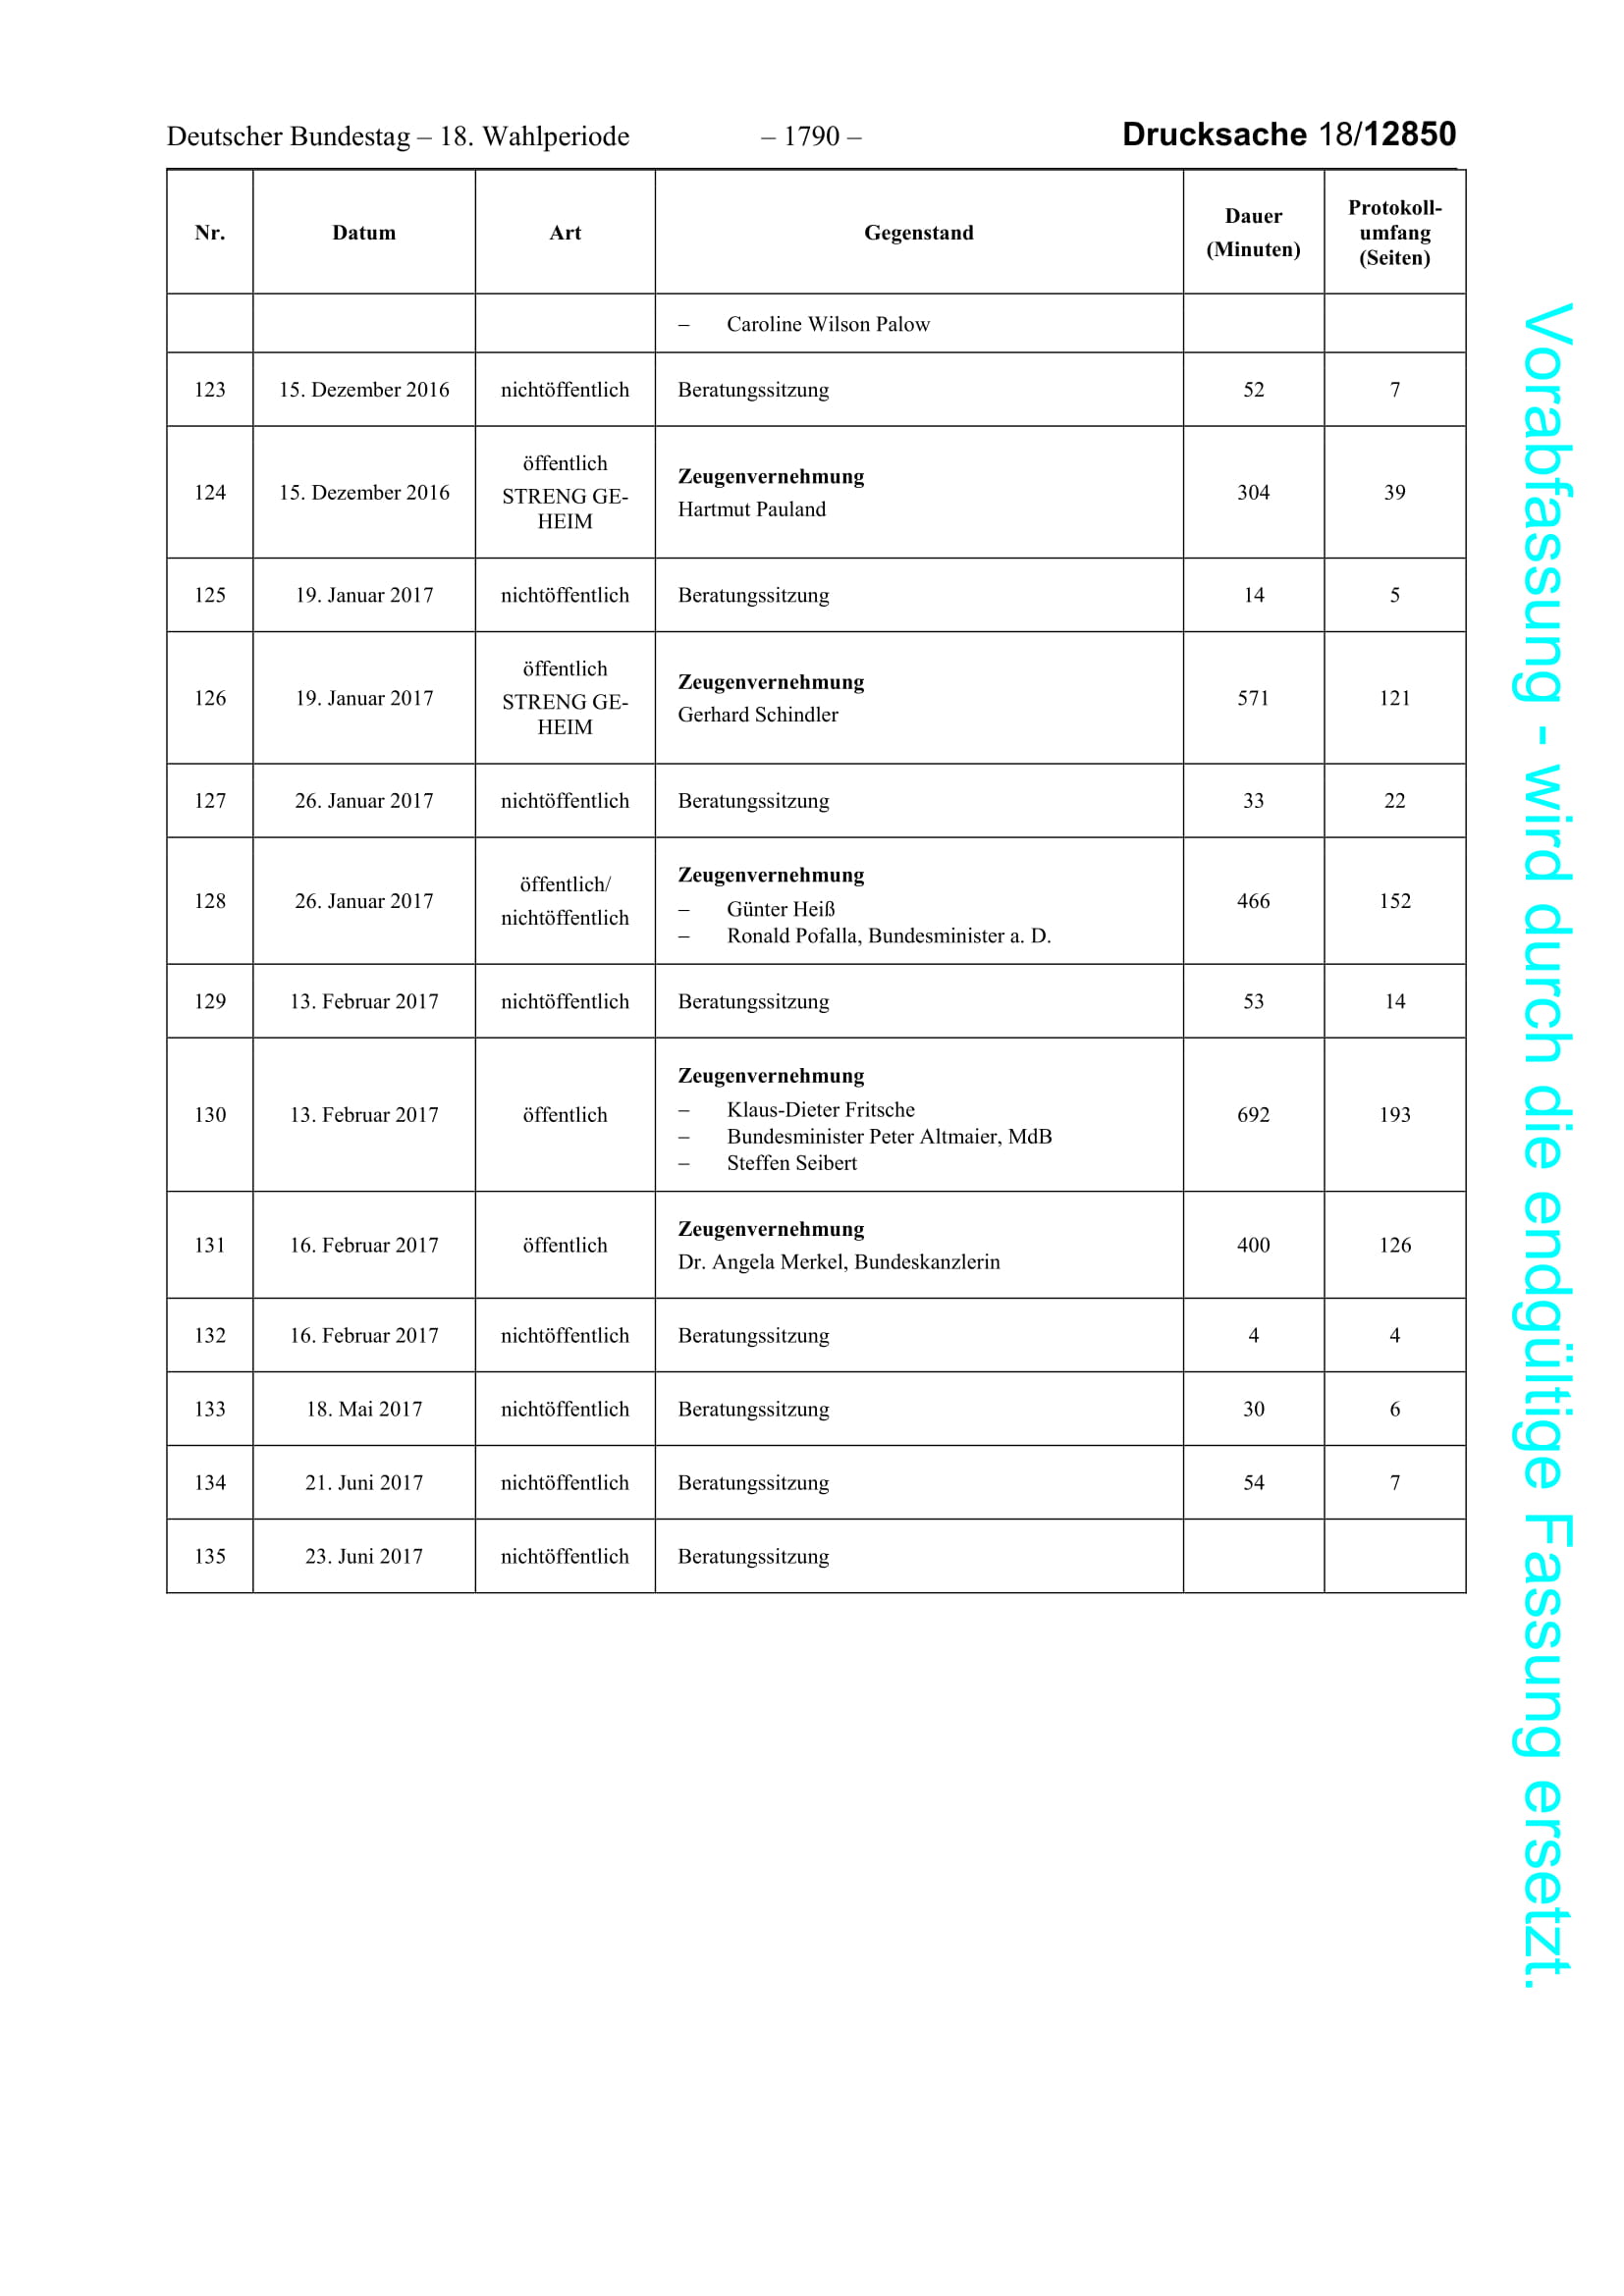 Deutscher Bundestag – 18. Wahlperiode – 1790 – Drucksache 18/12850
Nr. Datum Art Gegenstand Dauer (Minuten) Protokoll-umfang (Seiten)
– Caroline Wilson Palow
123 15. Dezember 2016 nichtöffentlich Beratungssitzung 52 7
124 15. Dezember 2016 öffentlich
STRENG GE-
HEIM
Zeugenvernehmung
Hartmut Pauland
304 39
125 19. Januar 2017 nichtöffentlich Beratungssitzung 14 5
126 19. Januar 2017 öffentlich
STRENG GE-
HEIM
Zeugenvernehmung
Gerhard Schindler
571 121
127 26. Januar 2017 nichtöffentlich Beratungssitzung 33 22
128 26. Januar 2017 öffentlich/
nichtöffentlich
Zeugenvernehmung
– Günter Heiß
– Ronald Pofalla, Bundesminister a. D.
466 152
129 13. Februar 2017 nichtöffentlich Beratungssitzung 53 14
130 13. Februar 2017 öffentlich
Zeugenvernehmung
– Klaus-Dieter Fritsche
– Bundesminister Peter Altmaier, MdB
– Steffen Seibert
692 193
131 16. Februar 2017 öffentlich
Zeugenvernehmung
Dr. Angela Merkel, Bundeskanzlerin
400 126
132 16. Februar 2017 nichtöffentlich Beratungssitzung 4 4
133 18. Mai 2017 nichtöffentlich Beratungssitzung 30 6
134 21. Juni 2017 nichtöffentlich Beratungssitzung 54 7
135 23. Juni 2017 nichtöffentlich Beratungssitzung
Vorabfassung - wird durch die endgültige Fassung ersetzt.